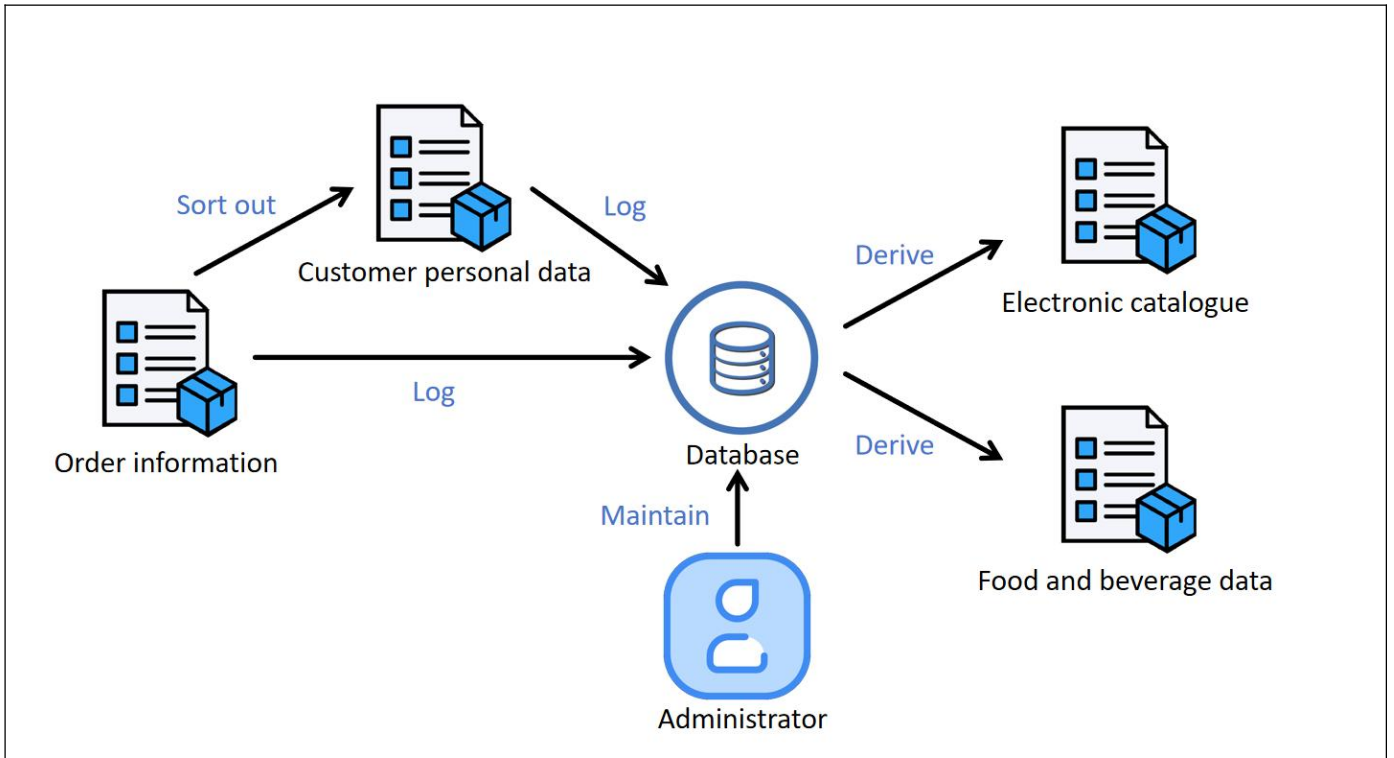 Sort out
Log
Customer personal data
Derive
Electronic catalogue
Log
Order information
Database
Derive
Maintain
Food and beverage data
Administrator